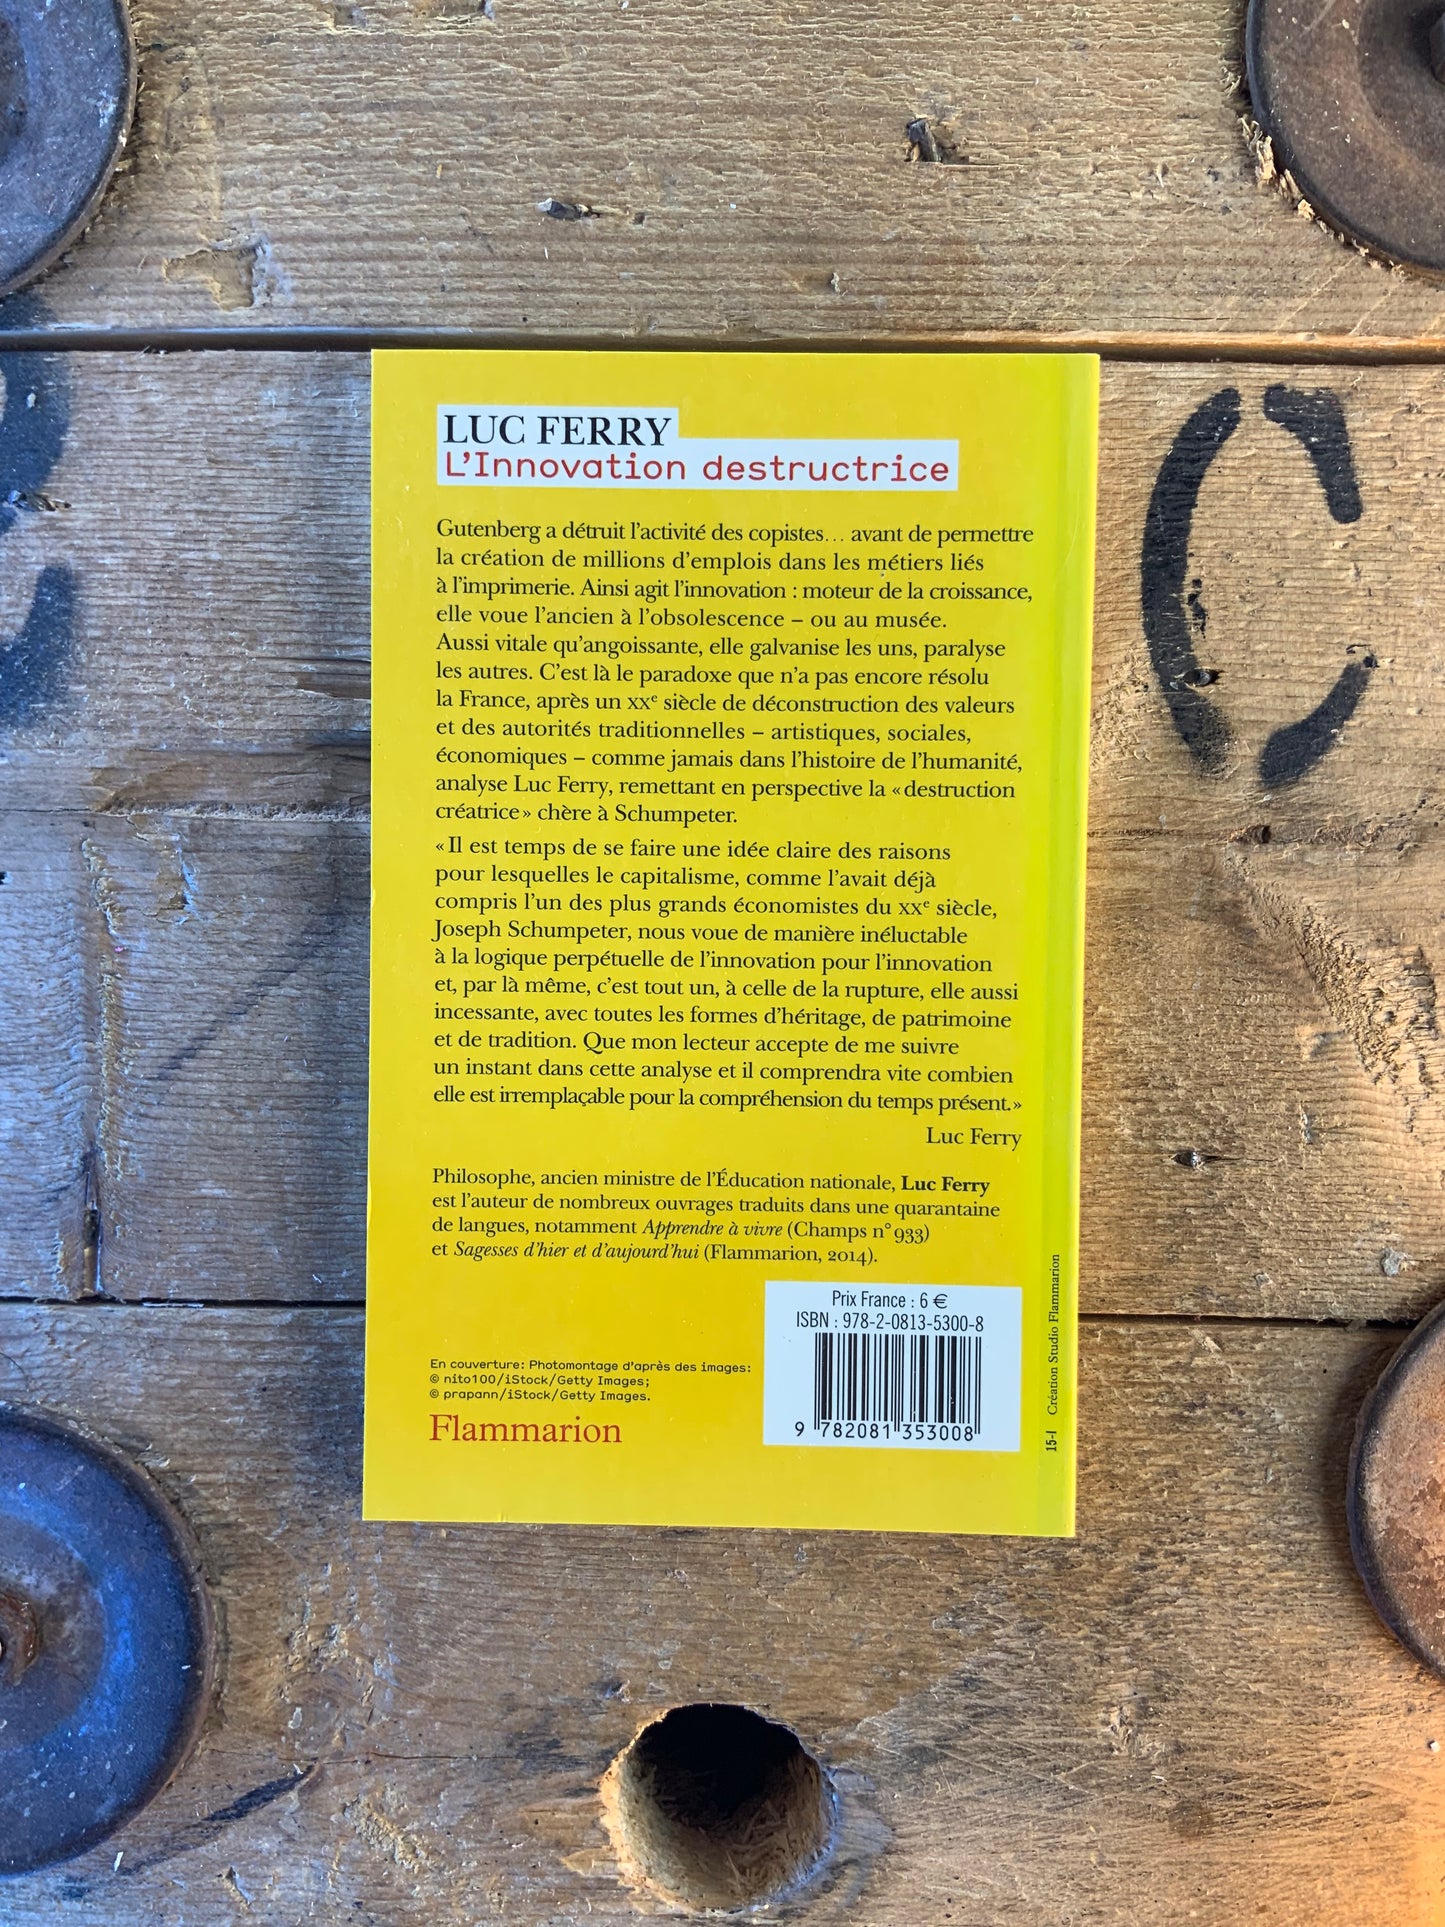 LUC FERRY
L'Innovation destructrice
Gutenberg a détruit l'activité des copistes… avant de permettre
la création de millions d'emplois dans les métiers liés
à l'imprimerie. Ainsi agit l'innovation : moteur de la croissance,
elle voue l'ancien à l'obsolescence – ou au musée.
Aussi vitale qu'angoissante, elle galvanise les uns, paralyse
les autres. C'est là le paradoxe que n'a pas encore résolu
la France, après un XXe siècle de déconstruction des valeurs
et des autorités traditionnelles – artistiques, sociales,
économiques – comme jamais dans l'histoire de l'humanité,
analyse Luc Ferry, remettant en perspective la « destruction
créatrice » chère à Schumpeter.
« Il est temps de se faire une idée claire des raisons
pour lesquelles le capitalisme, comme l'avait déjà
compris l'un des plus grands économistes du XXe siècle,
Joseph Schumpeter, nous voue de manière inéluctable
à la logique perpétuelle de l'innovation pour l'innovation
et, par là même, c'est tout un, à celle de la rupture, elle aussi
incessante, avec toutes les formes d'héritage, de patrimoine
et de tradition. Que mon lecteur accepte de me suivre
un instant dans cette analyse et il comprendra vite combien
elle est irremplaçable pour la compréhension du temps présent. »
Luc Ferry
Philosophe, ancien ministre de l'Éducation nationale, Luc Ferry
est l'auteur de nombreux ouvrages traduits dans une quarantaine
de langues, notamment Apprendre à vivre (Champs n° 933)
et Sagesses d'hier et d'aujourd'hui (Flammarion, 2014).
Prix France : 6 €
ISBN : 978-2-0813-5300-8
9 782081 353008
En couverture : Photomontage d'après des images :
© nito100/iStock/Getty Images ;
© prapann/iStock/Getty Images.
Flammarion
15-I Création Studio Flammarion
C